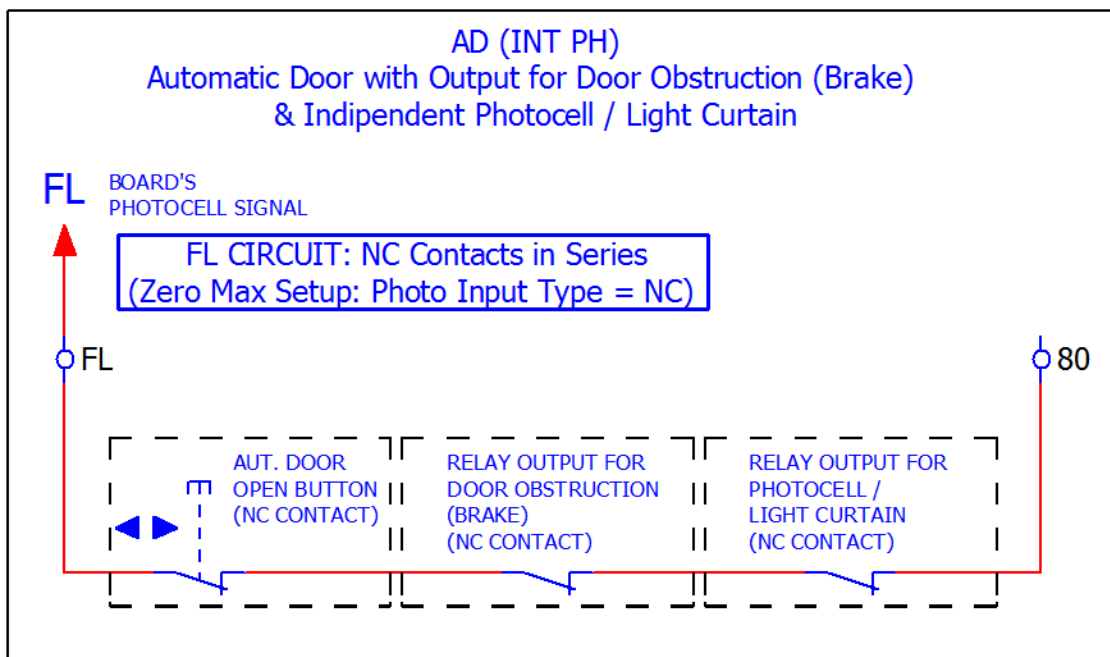 AD (INT PH)
Automatic Door with Output for Door Obstruction (Brake)
& Indipendent Photocell / Light Curtain
FL
BOARD'S
PHOTOCELL SIGNAL
FL CIRCUIT: NC Contacts in Series
(Zero Max Setup: Photo Input Type = NC)
FL
80
AUT. DOOR
OPEN BUTTON
(NC CONTACT)
RELAY OUTPUT FOR
DOOR OBSTRUCTION
(BRAKE)
(NC CONTACT)
RELAY OUTPUT FOR
PHOTOCELL /
LIGHT CURTAIN
(NC CONTACT)